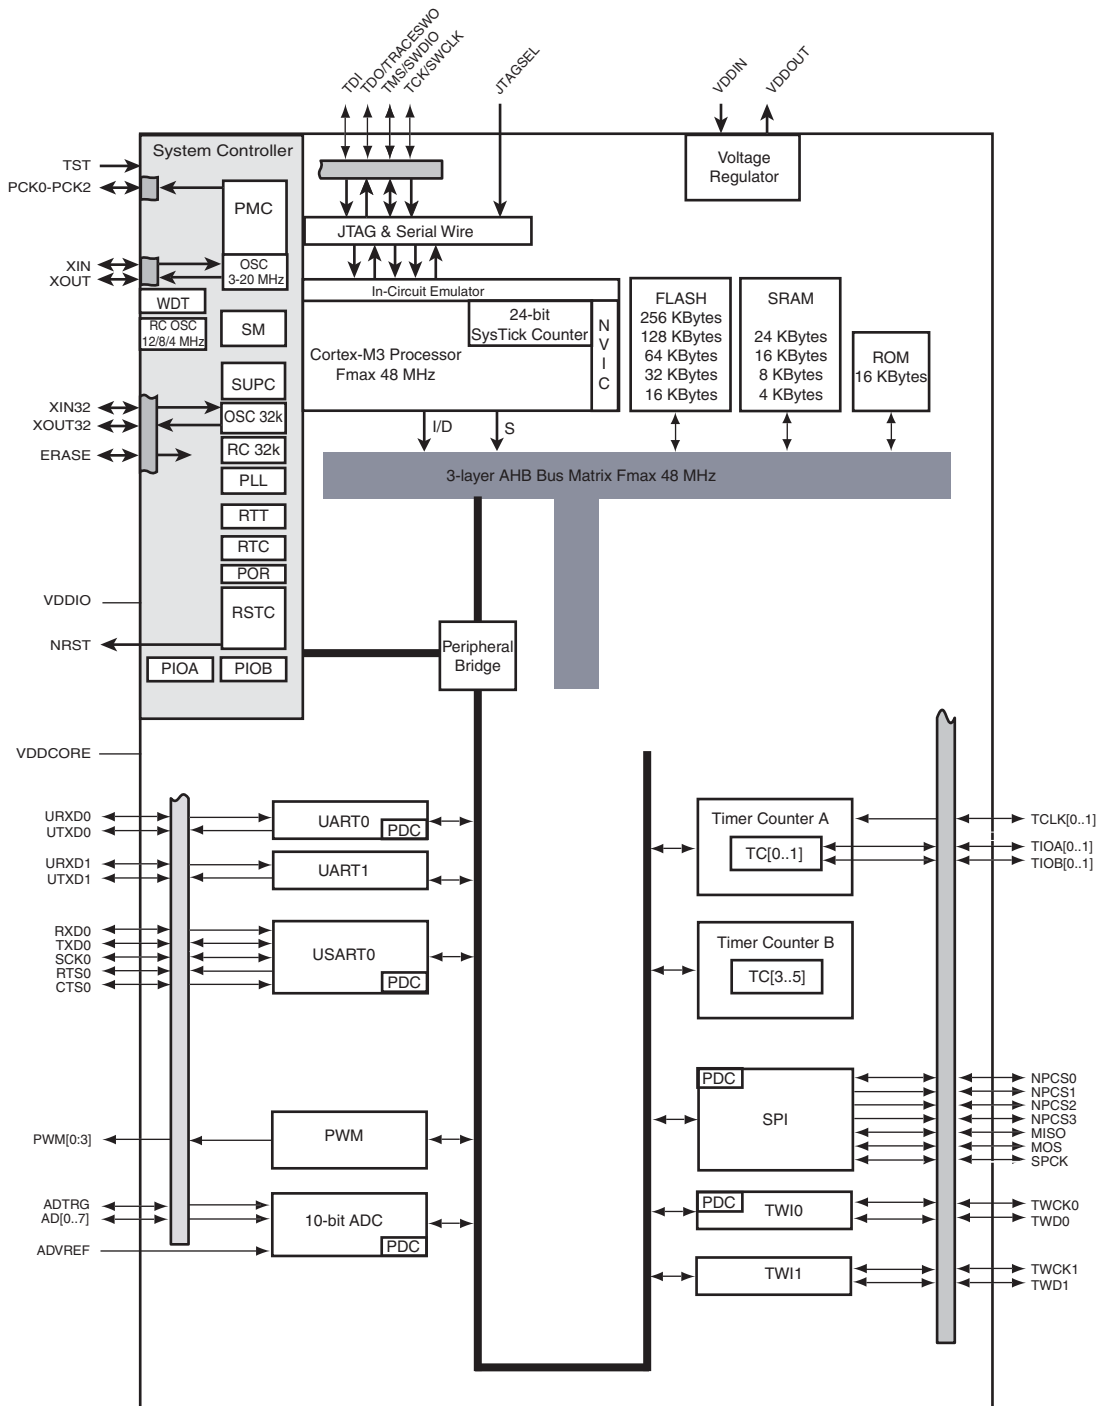 TDI
TDO/TRACESWO
TMS/SWDIO
TCK/SWCLK
JTAGSEL
VDDIN
VDDOUT
System Controller
Voltage
Regulator
TST
PCK0-PCK2
PMC
JTAG & Serial Wire
XIN
XOUT
OSC
3-20 MHz
In-Circuit Emulator
WDT
RC OSC
12/8/4 MHz
SM
24-bit
SysTick Counter
N
V
I
C
Cortex-M3 Processor
Fmax 48 MHz
FLASH
256 KBytes
128 KBytes
64 KBytes
32 KBytes
16 KBytes
SRAM
24 KBytes
16 KBytes
8 KBytes
4 KBytes
ROM
16 KBytes
SUPC
XIN32
XOUT32
OSC 32k
ERASE
RC 32k
I/D
S
PLL
3-layer AHB Bus Matrix Fmax 48 MHz
RTT
RTC
POR
VDDIO
RSTC
NRST
PIOA
PIOB
Peripheral
Bridge
VDDCORE
URXD0
UTXD0
UART0
PDC
URXD1
UTXD1
UART1
RXD0
TXD0
SCK0
RTS0
CTS0
USART0
PDC
PWM[0:3]
PWM
ADTRG
AD[0..7]
ADVREF
10-bit ADC
PDC
Timer Counter A
TC[0..1]
TCLK[0..1]
TIOA[0..1]
TIOB[0..1]
Timer Counter B
TC[3..5]
PDC
SPI
NPCS0
NPCS1
NPCS2
NPCS3
MISO
MOS
SPCK
PDC
TWI0
TWCK0
TWD0
TWI1
TWCK1
TWD1